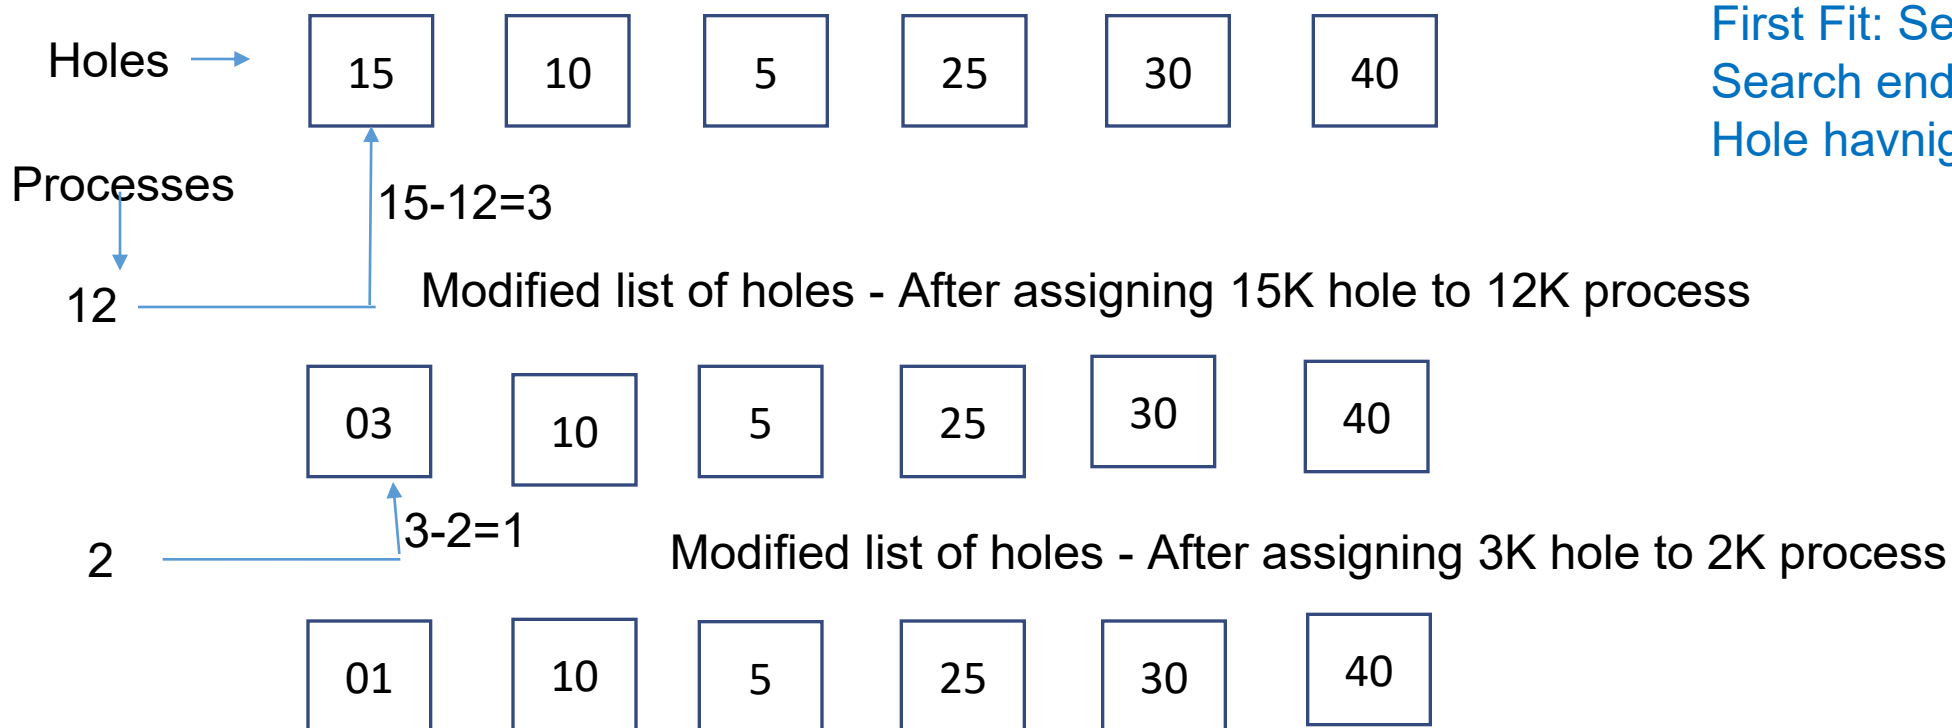 First Fit: Se
Holes 15 10 5 25 30 40
Search end
Hole havnig
Processes
15-12=3
12 Modified list of holes - After assigning 15K hole to 12K process
03 10 5 25 30 40
3-2=1
2 Modified list of holes - After assigning 3K hole to 2K process
01 10 5 25 30 40